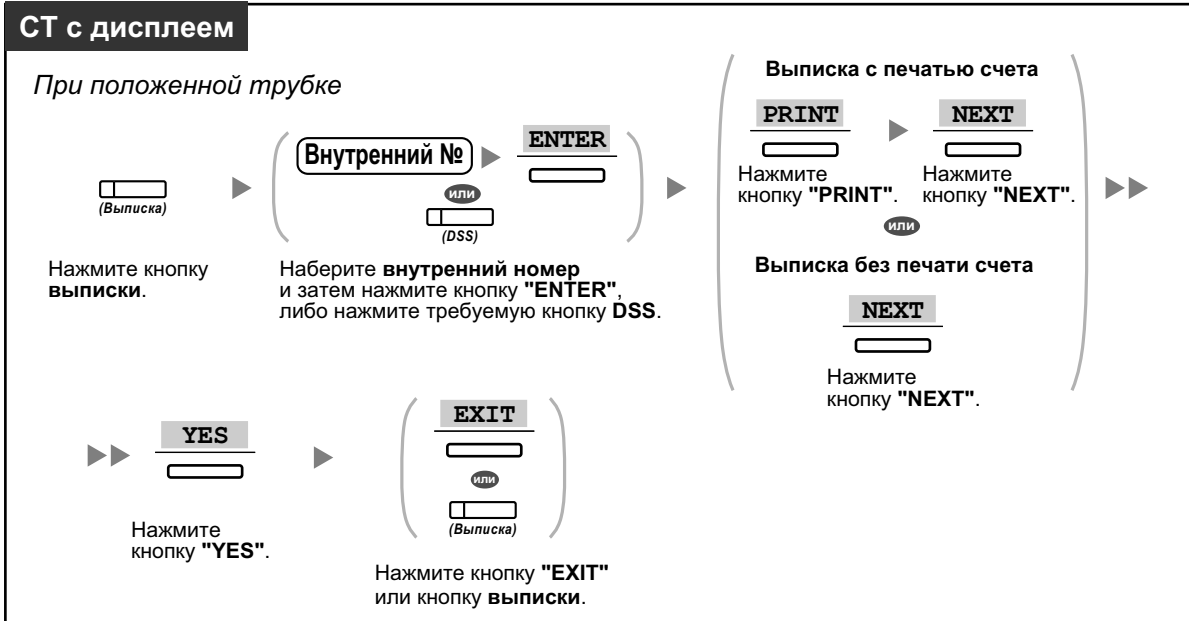 СТ с дисплеем
При положенной трубке
(Выписка)
Нажмите кнопку
выписки.
Внутренний №
ENTER
или
(DSS)
Наберите внутренний номер
и затем нажмите кнопку "ENTER",
либо нажмите требуемую кнопку DSS.
Выписка с печатью счета
PRINT
Нажмите
кнопку "PRINT".
NEXT
Нажмите
кнопку "NEXT".
или
Выписка без печати счета
NEXT
Нажмите
кнопку "NEXT".
YES
Нажмите
кнопку "YES".
EXIT
или
(Выписка)
Нажмите кнопку "EXIT"
или кнопку выписки.